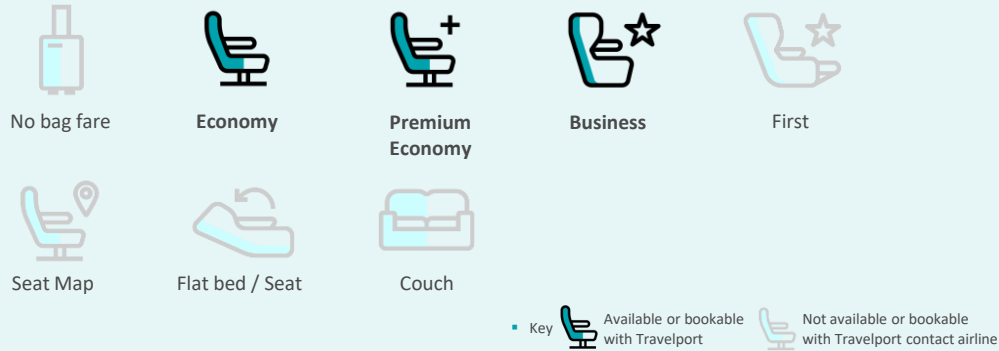 No bag fare
Economy
Premium
Economy
Business
First
Seat Map
Flat bed / Seat
Couch
Key
Available or bookable
with Travelport
Not available or bookable
with Travelport contact airline